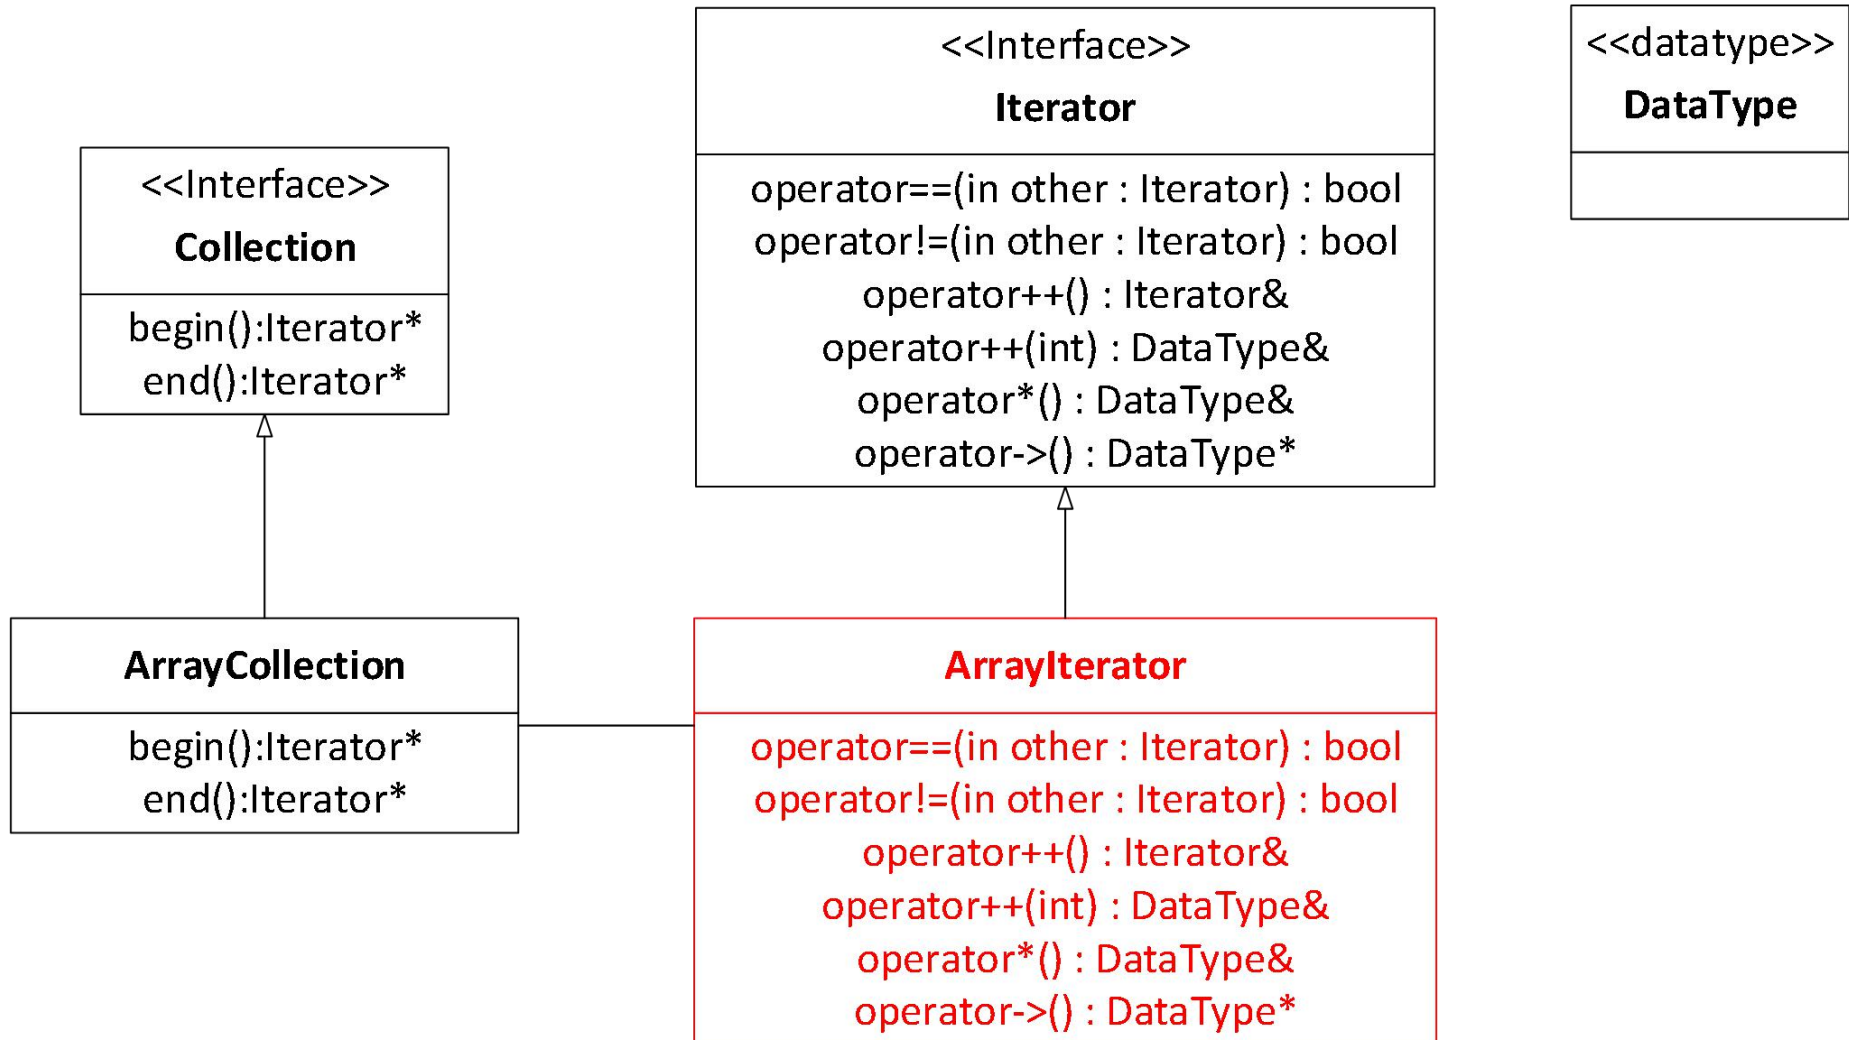 <<Interface>>
Collection
begin():Iterator*
end():Iterator*
<<Interface>>
Iterator
operator==(in other : Iterator) : bool
operator!=(in other : Iterator) : bool
operator++() : Iterator&
operator++(int) : DataType&
operator*() : DataType&
operator->() : DataType*
<<datatype>>
DataType
ArrayCollection
begin():Iterator*
end():Iterator*
ArrayIterator
operator==(in other : Iterator) : bool
operator!=(in other : Iterator) : bool
operator++() : Iterator&
operator++(int) : DataType&
operator*() : DataType&
operator->() : DataType*